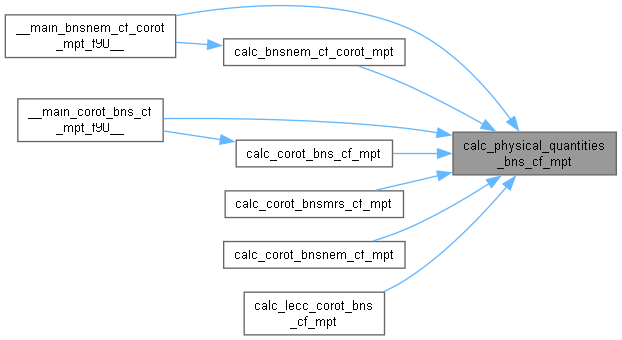 __main_bnsnem_cf_corot
_mpt_f90__
calc_bnsnem_cf_corot_mpt
__main_corot_bns_cf
_mpt_f90__
calc_physical_quantities
_bns_cf_mpt
calc_corot_bns_cf_mpt
calc_corot_bnsmrs_cf_mpt
calc_corot_bnsnem_cf_mpt
calc_lecc_corot_bns
_cf_mpt